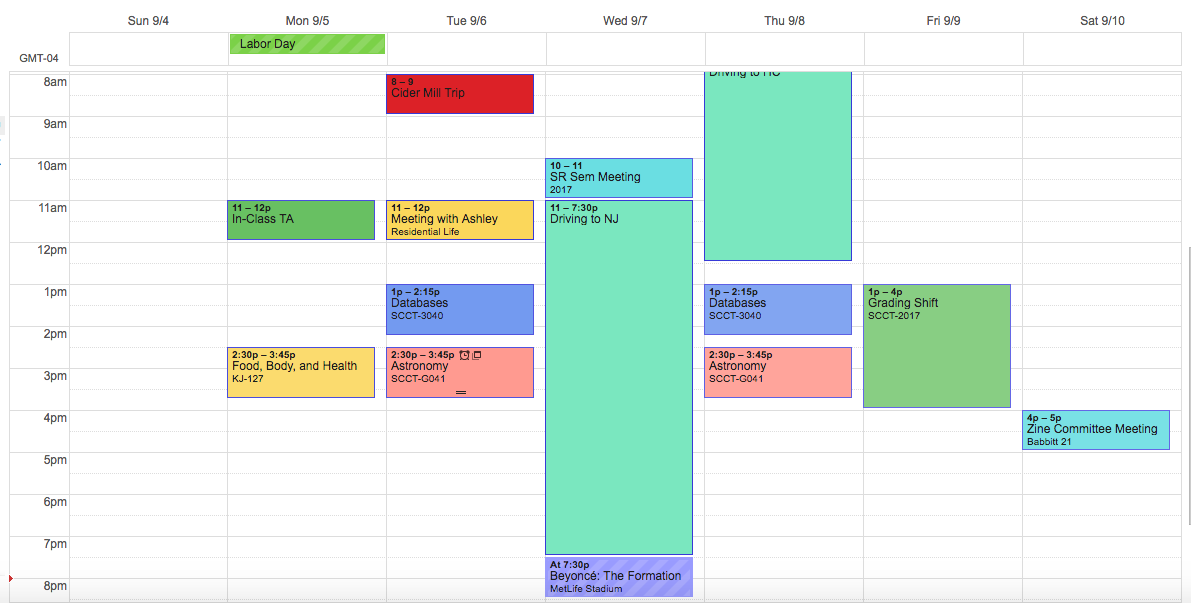 Sun 9/4
Mon 9/5
Tue 9/6
Wed 9/7
Thu 9/8
Fri 9/9
Sat 9/10
GMT-04
Labor Day
8am
9am
10am
11am
12pm
1pm
2pm
3pm
4pm
5pm
6pm
7pm
8pm
11 – 12p
In-Class TA
2:30p – 3:45p
Food, Body, and Health
KJ-127
8 – 9
Cider Mill Trip
11 – 12p
Meeting with Ashley
Residential Life
1p – 2:15p
Databases
SCCT-3040
2:30p – 3:45p
Astronomy
SCCT-G041
10 – 11
SR Sem Meeting
2017
11 – 7:30p
Driving to NJ
At 7:30p
Beyoncé: The Formation
MetLife Stadium
Driving to HC
1p – 2:15p
Databases
SCCT-3040
2:30p – 3:45p
Astronomy
SCCT-G041
1p – 4p
Grading Shift
SCCT-2017
4p – 5p
Zine Committee Meeting
Babbitt 21